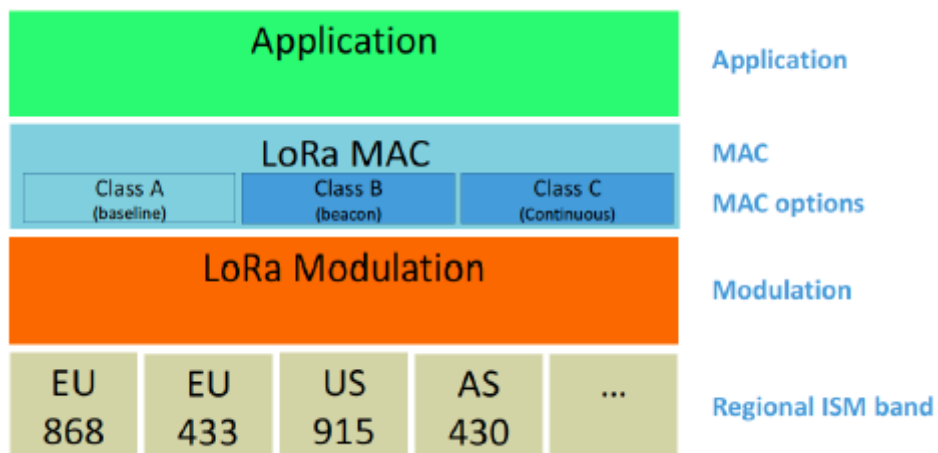 Application
Application
LoRa MAC
MAC
Class A
(baseline)
Class B
(beacon)
Class C
(Continuous)
MAC options
LoRa Modulation
Modulation
EU
868
EU
433
US
915
AS
430
...
Regional ISM band